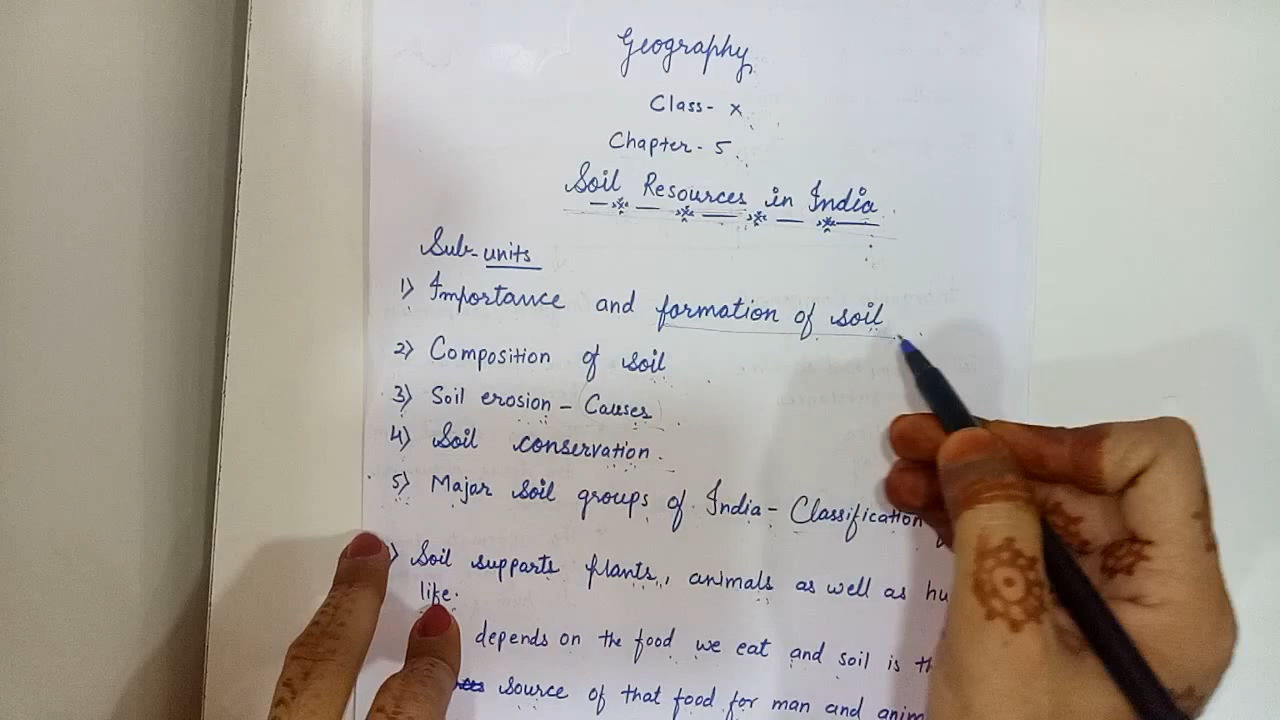 Geography
Class- X
Chapter- 5
Soil Resources in India
Sub-units
1) Importance and formation of soil
2) Composition of soil
3) Soil erosion - Causes
4) Soil conservation.
5) Major soil groups of India - Classification
Soil supports plants, animals as well as
life.
depends on the food we eat and soil is
source of that food for man and